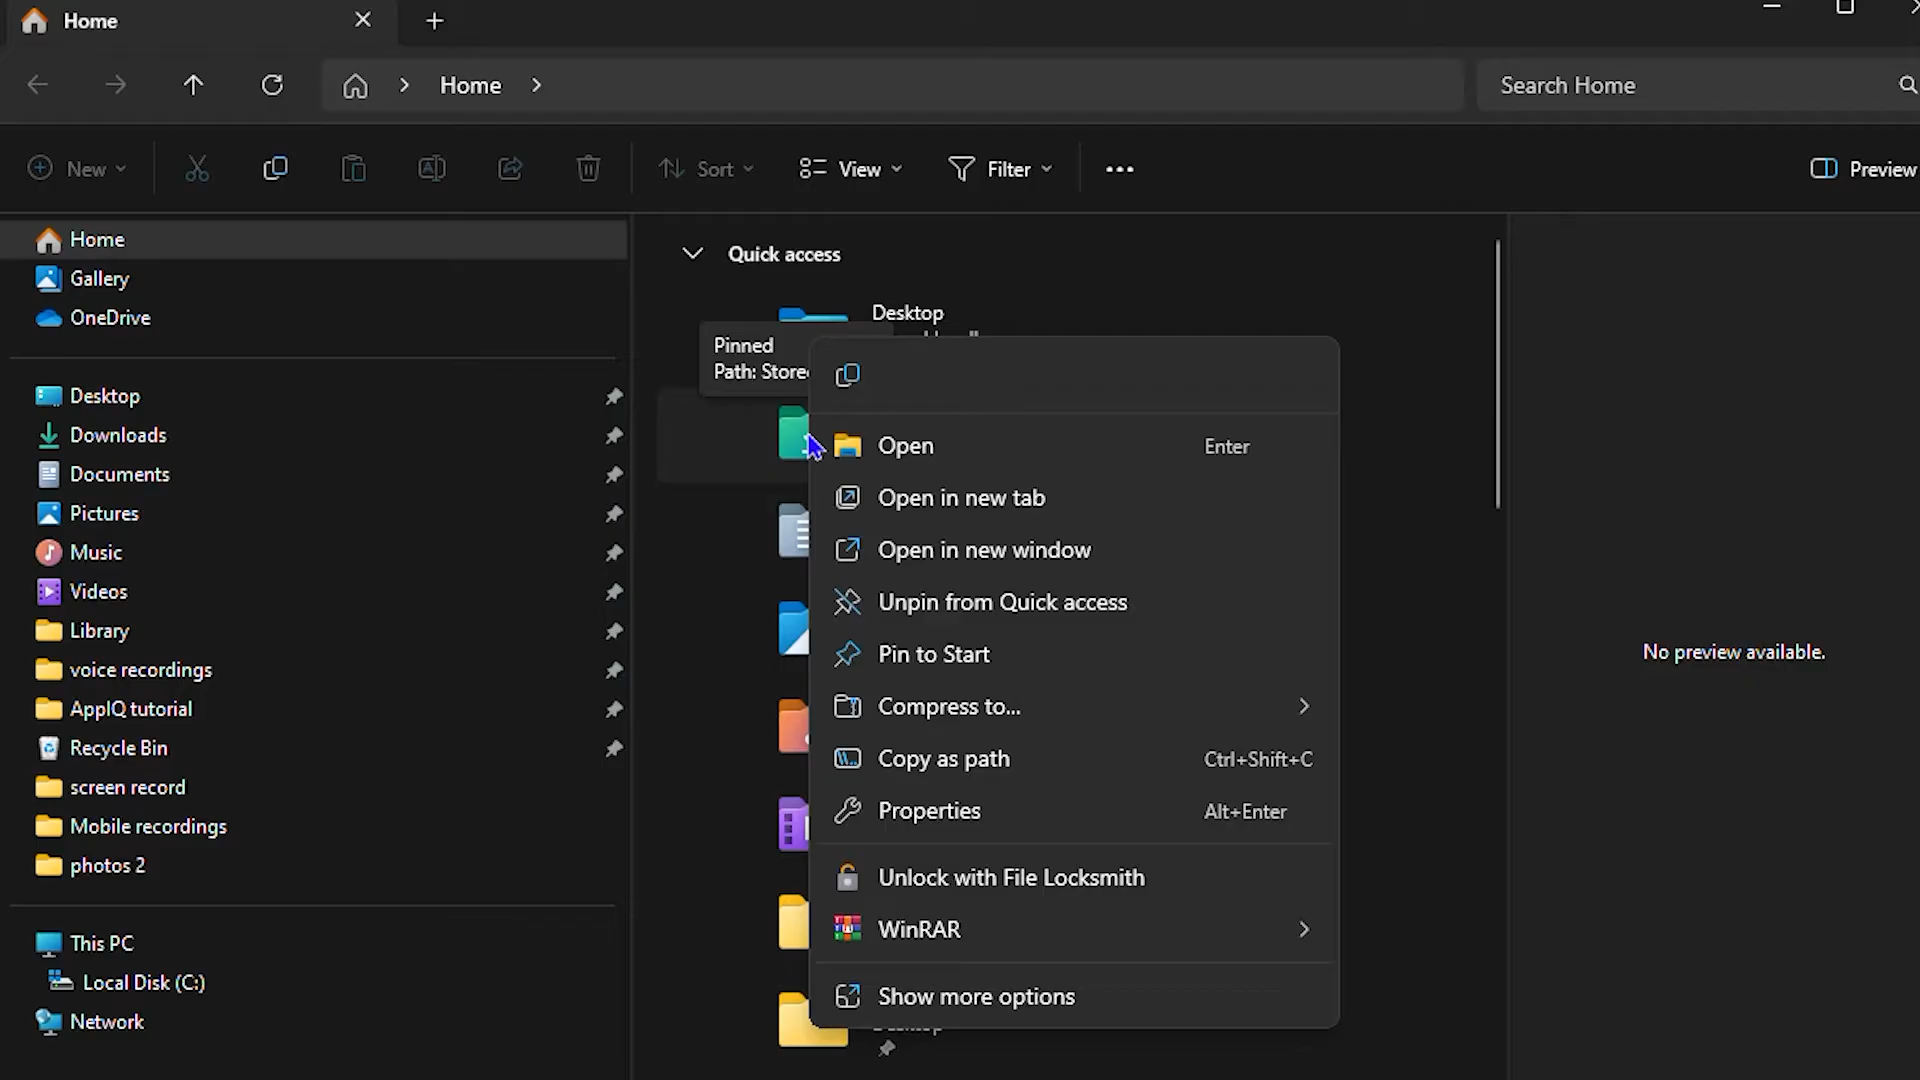 Home
Home
Search Home
New
Sort
View
Filter
Preview
Home
Gallery
OneDrive
Desktop
Downloads
Documents
Pictures
Music
Videos
Library
voice recordings
AppIQ tutorial
Recycle Bin
screen record
Mobile recordings
photos 2
This PC
Local Disk (C:)
Network
Quick access
Desktop
Pinned
Path: Store
Open Enter
Open in new tab
Open in new window
Unpin from Quick access
Pin to Start
Compress to...
Copy as path Ctrl+Shift+C
Properties Alt+Enter
Unlock with File Locksmith
WinRAR
Show more options
No preview available.